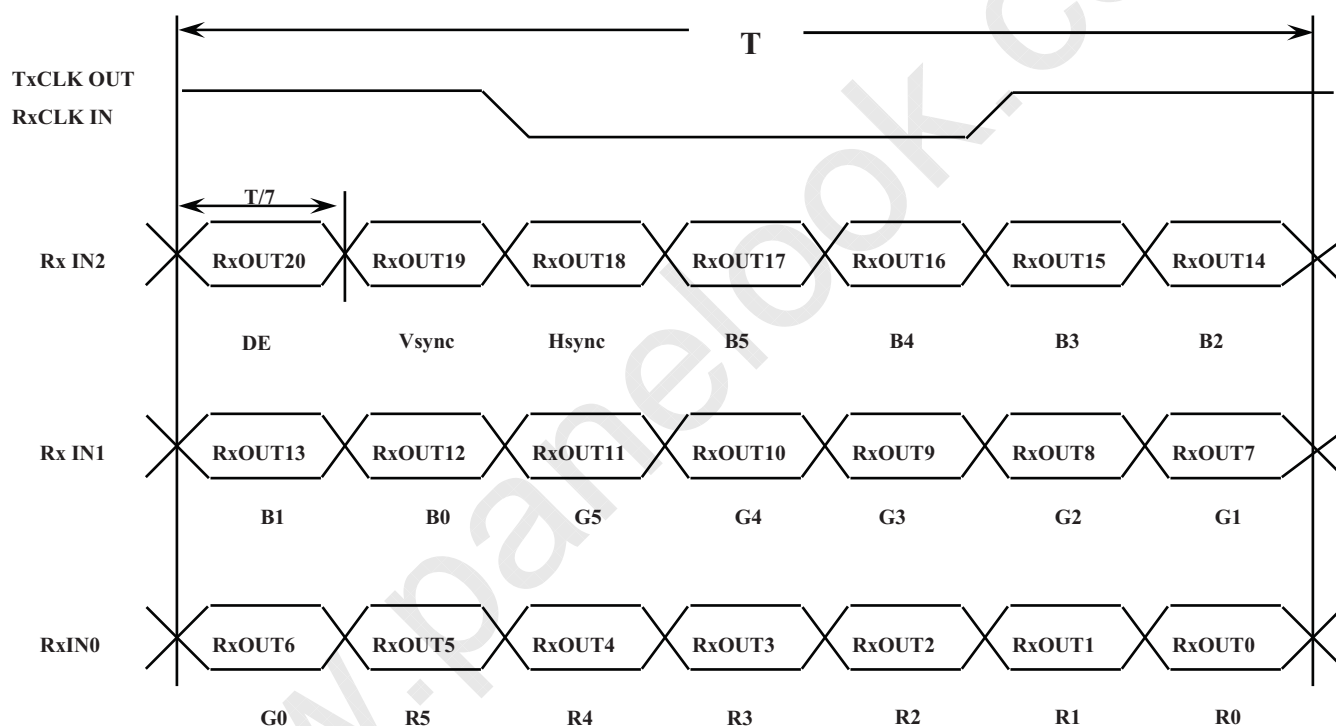 T
TxCLK OUT
RxCLK IN
T/7
Rx IN2 RxOUT20 RxOUT19 RxOUT18 RxOUT17 RxOUT16 RxOUT15 RxOUT14
DE Vsync Hsync B5 B4 B3 B2
Rx IN1 RxOUT13 RxOUT12 RxOUT11 RxOUT10 RxOUT9 RxOUT8 RxOUT7
B1 B0 G5 G4 G3 G2 G1
RxIN0 RxOUT6 RxOUT5 RxOUT4 RxOUT3 RxOUT2 RxOUT1 RxOUT0
G0 R5 R4 R3 R2 R1 R0
w.panelook.c